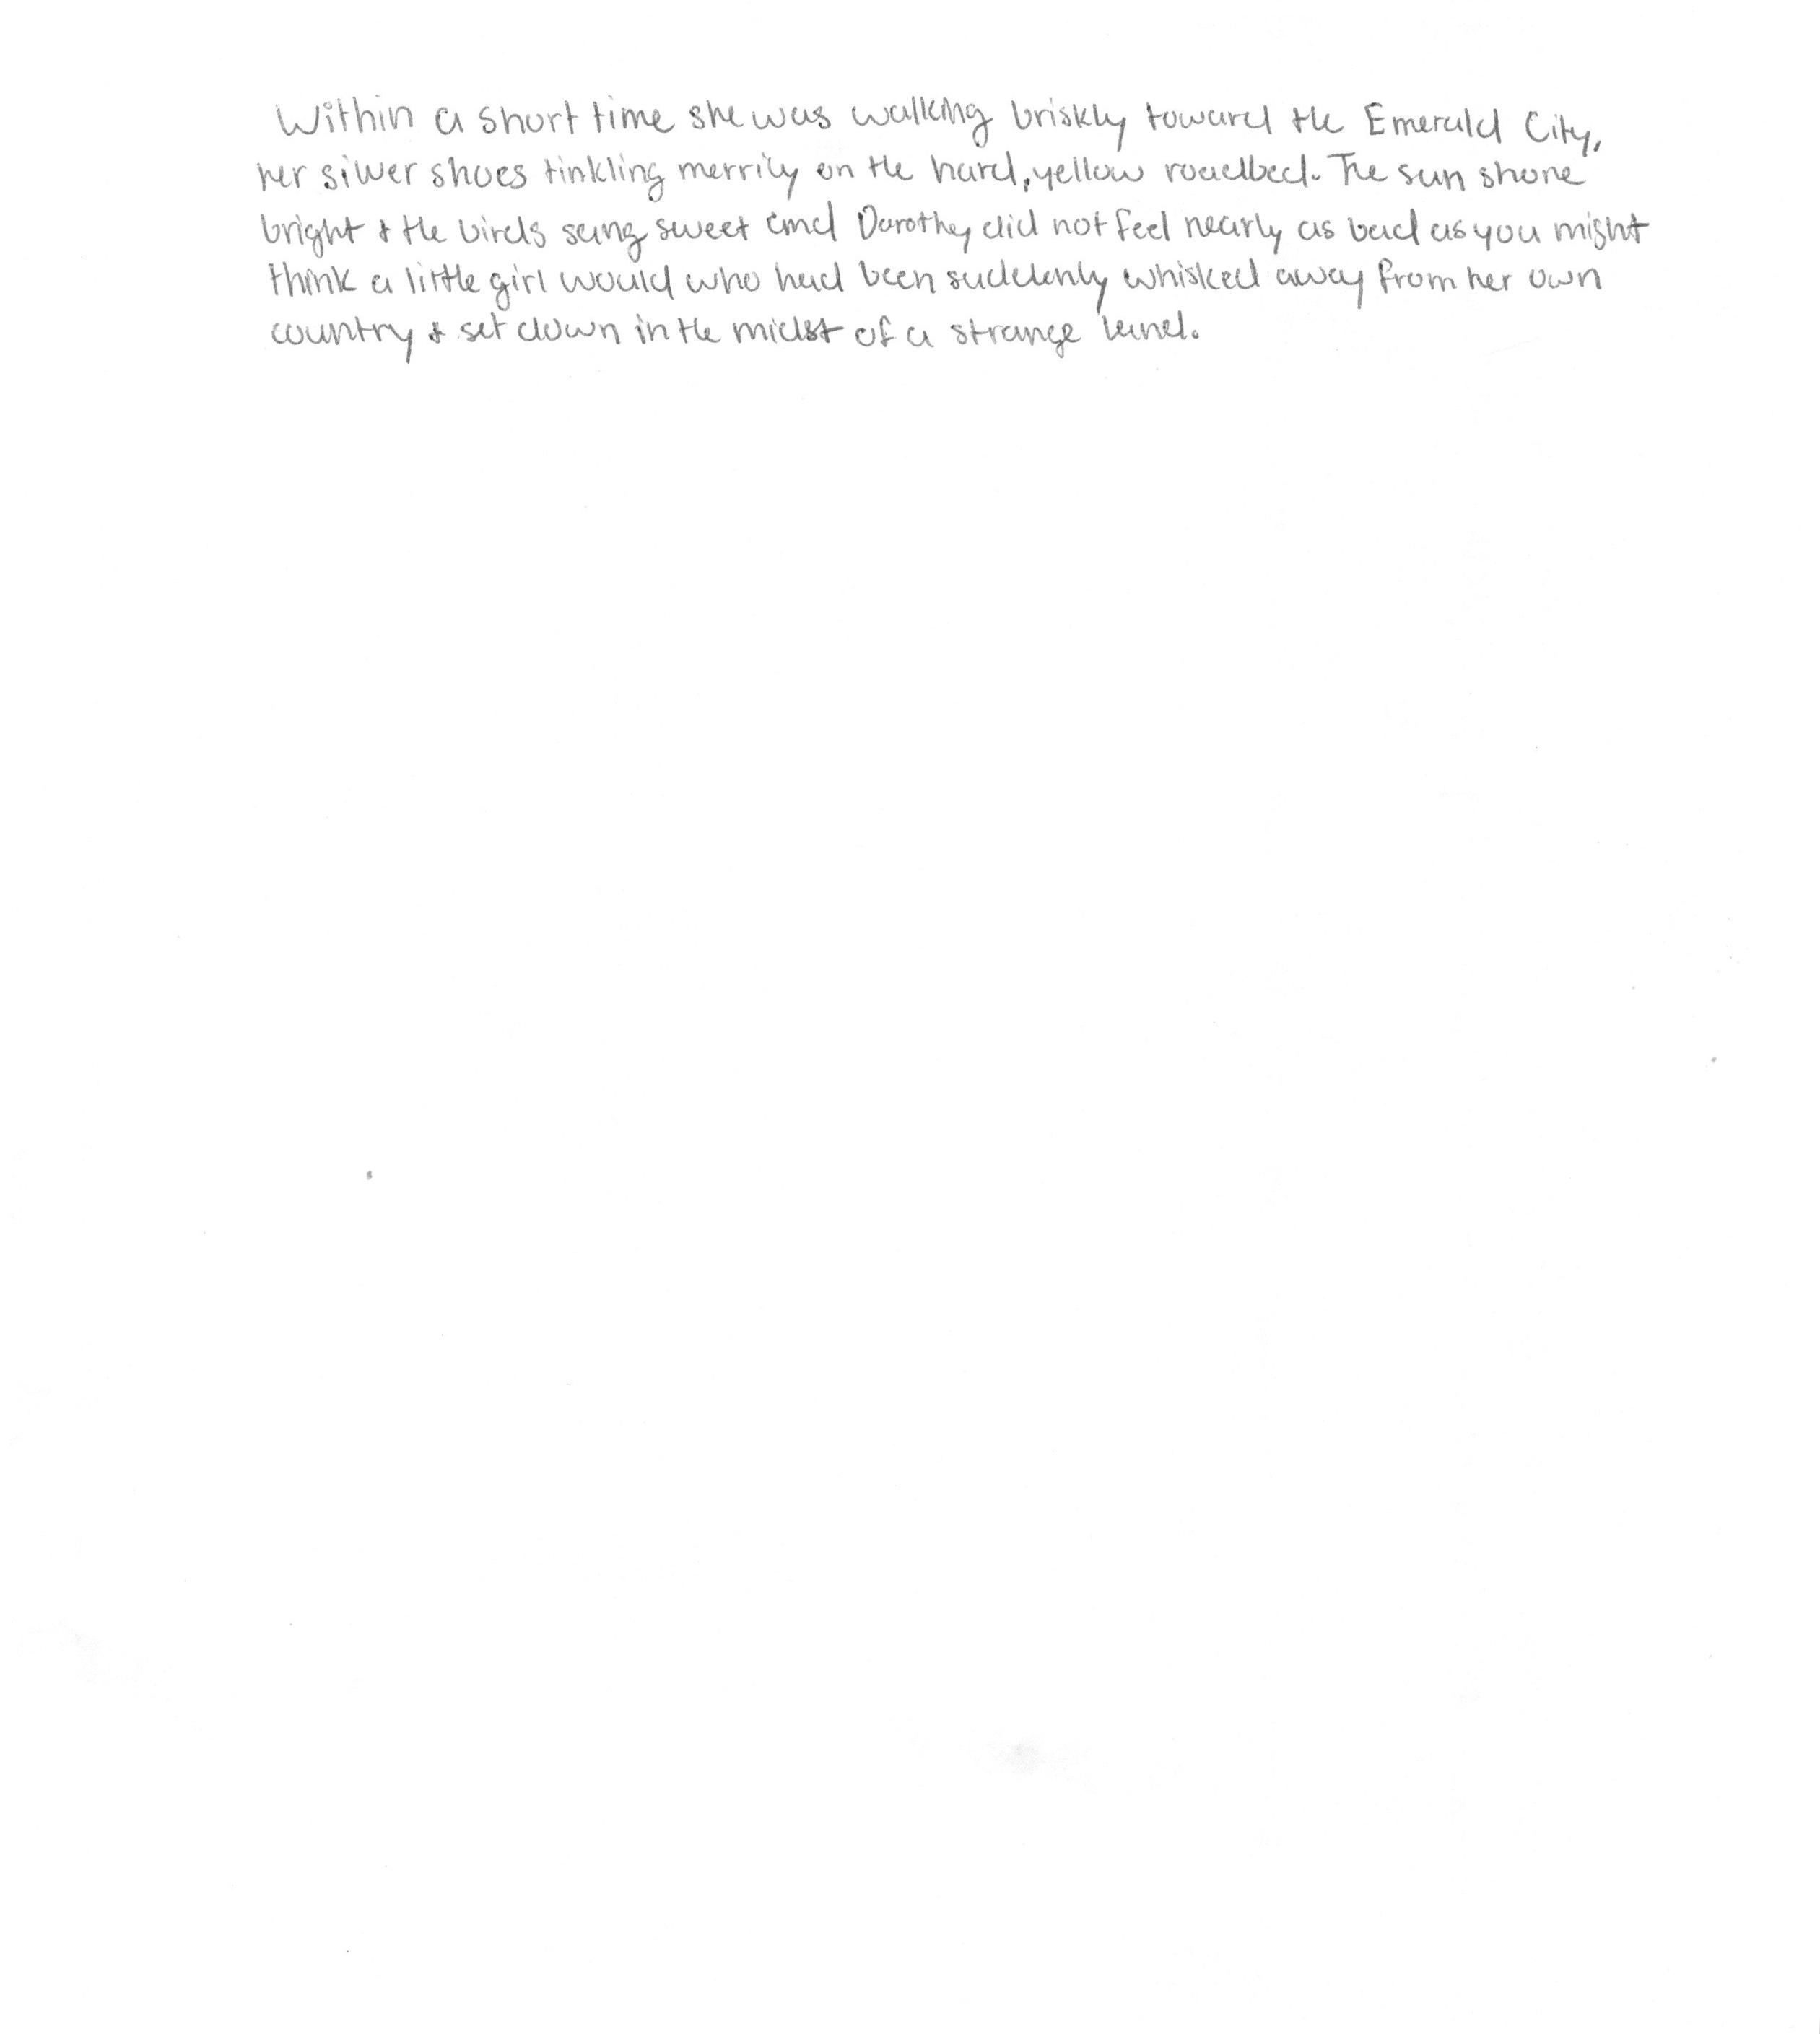 Within a short time she was walking briskly toward the Emerald City,
her silver shoes tinkling merrily on the hard, yellow roadbed. The sun shone
bright & the birds sang sweet and Dorothy did not feel nearly as bad as you might
think a little girl would who had been suddenly whisked away from her own
country & set down in the midst of a strange land.